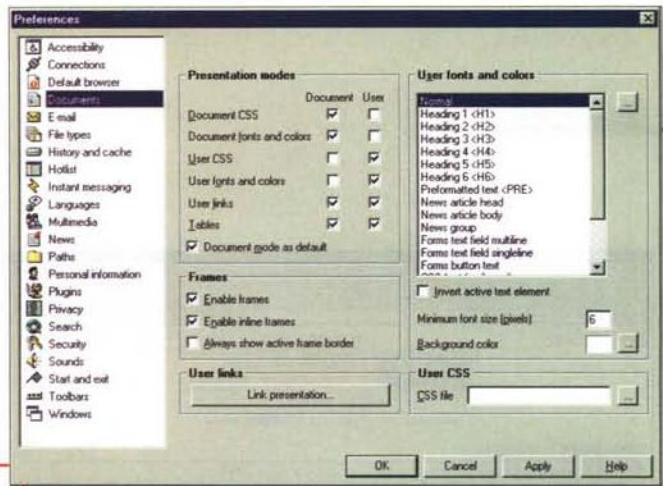 Preferences
Accessibility
Connections
Default browser
Documents
E-mail
File types
History and cache
Hotlist
Instant messaging
Languages
Multimedia
News
Paths
Personal information
Plugins
Privacy
Search
Security
Sounds
Start and exit
Toolbars
Windows
Presentation modes
Document User
Document CSS
Document fonts and colors
User CSS
User fonts and colors
User links
Tables
Document mode as default
Frames
Enable frames
Enable inline frames
Always show active frame border
User links
Link presentation...
User fonts and colors
...
Normal
Heading 1 <H1>
Heading 2 <H2>
Heading 3 <H3>
Heading 4 <H4>
Heading 5 <H5>
Heading 6 <H6>
Preformatted text <PRE>
News article head
News article body
News group
Forms text field multiline
Forms text field singleline
Forms button text
Invert active text element
Minimum font size (pixels) 6
Background color ...
User CSS
CSS file ...
OK Cancel Apply Help